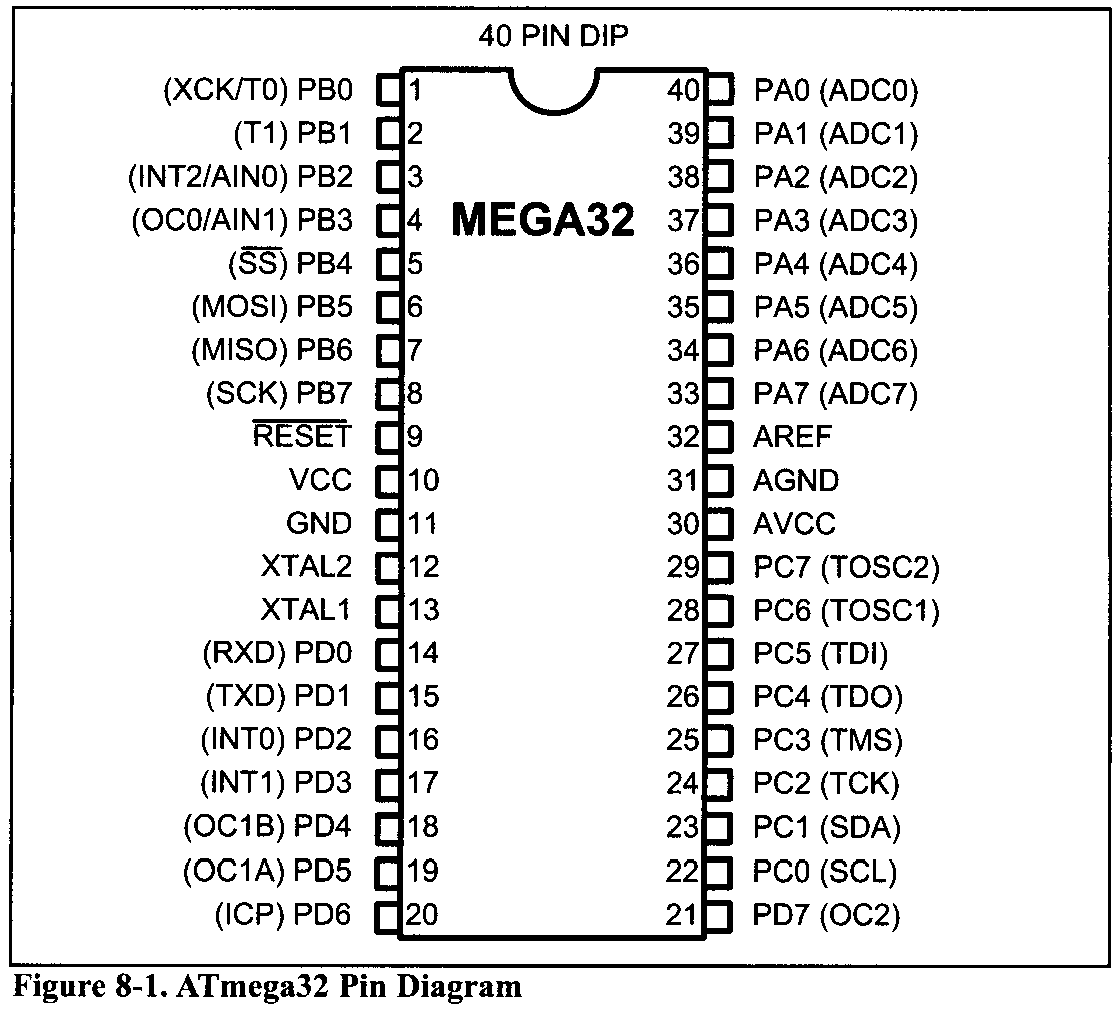 40 PIN DIP
(XCK/T0) PB0 1 40 PA0 (ADC0)
(T1) PB1 2 39 PA1 (ADC1)
(INT2/AIN0) PB2 3 38 PA2 (ADC2)
(OC0/AIN1) PB3 4 MEGA32 37 PA3 (ADC3)
(S̅S̅) PB4 5 36 PA4 (ADC4)
(MOSI) PB5 6 35 PA5 (ADC5)
(MISO) PB6 7 34 PA6 (ADC6)
(SCK) PB7 8 33 PA7 (ADC7)
R̅E̅S̅E̅T̅ 9 32 AREF
VCC 10 31 AGND
GND 11 30 AVCC
XTAL2 12 29 PC7 (TOSC2)
XTAL1 13 28 PC6 (TOSC1)
(RXD) PD0 14 27 PC5 (TDI)
(TXD) PD1 15 26 PC4 (TDO)
(INT0) PD2 16 25 PC3 (TMS)
(INT1) PD3 17 24 PC2 (TCK)
(OC1B) PD4 18 23 PC1 (SDA)
(OC1A) PD5 19 22 PC0 (SCL)
(ICP) PD6 20 21 PD7 (OC2)
Figure 8-1. ATmega32 Pin Diagram